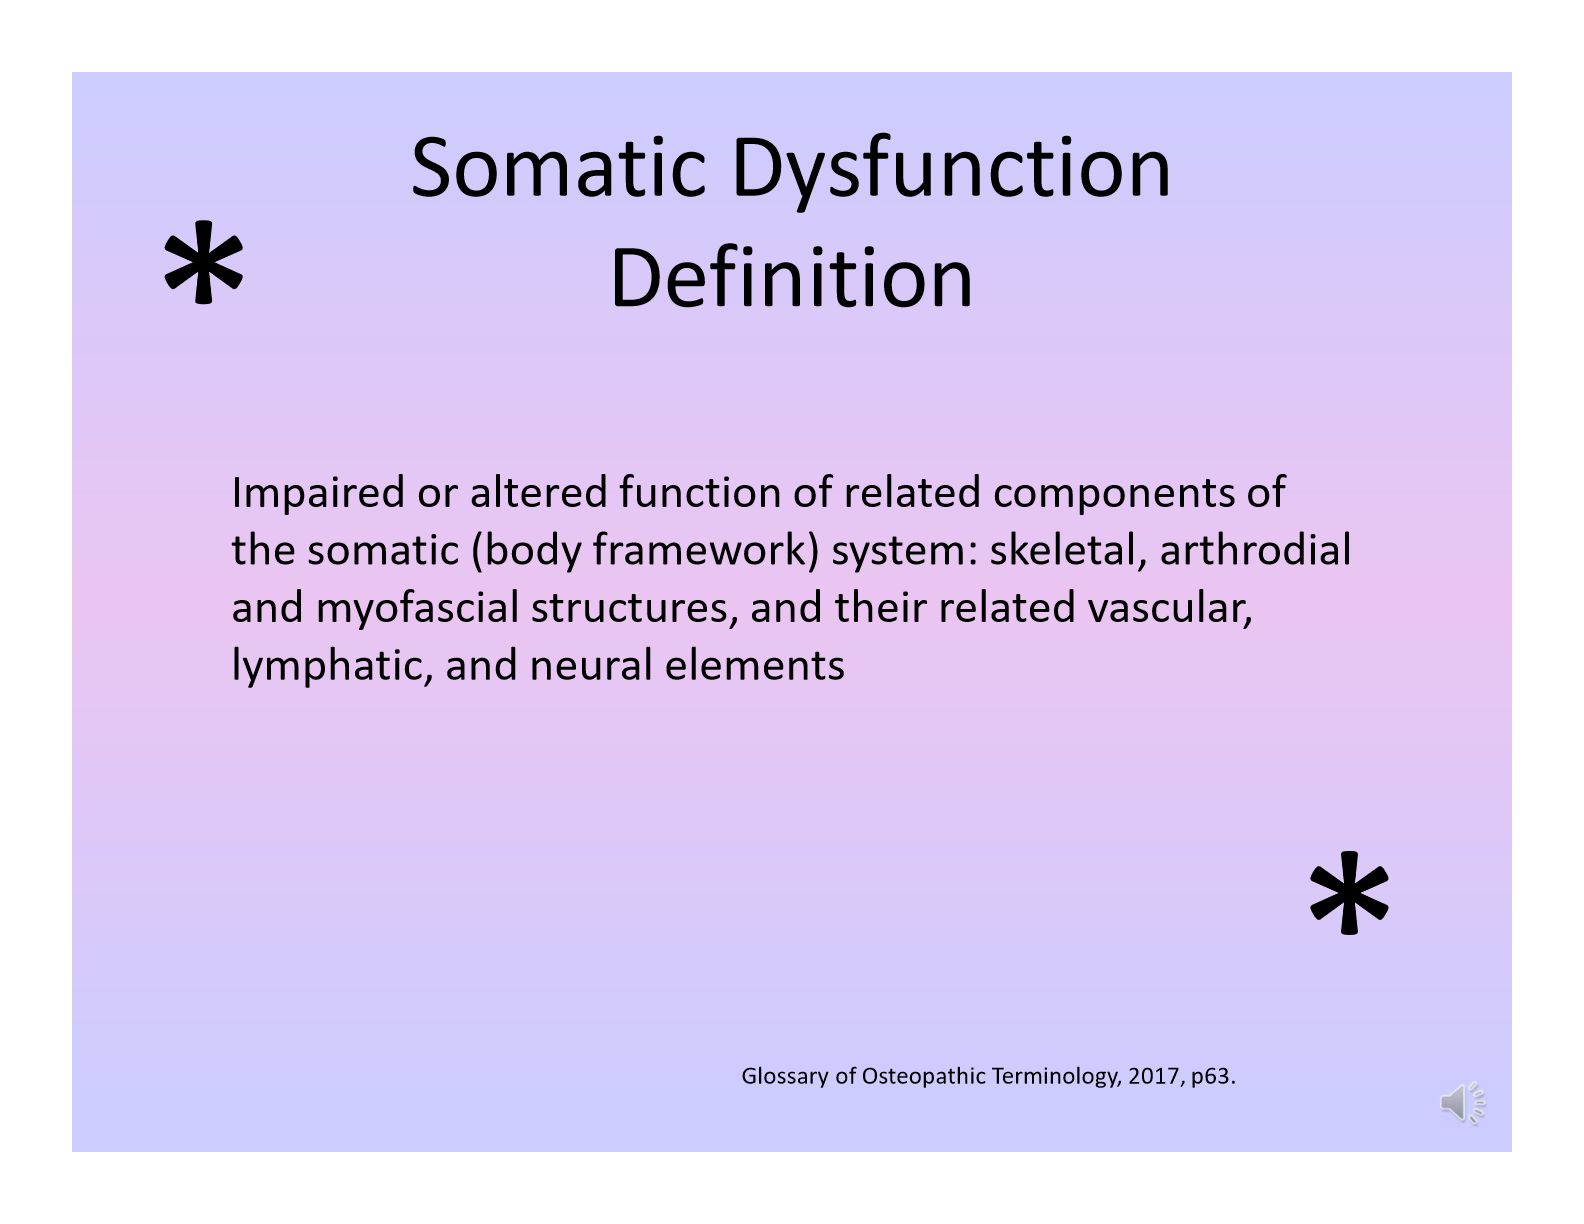 Somatic Dysfunction
Definition
*
Impaired or altered function of related components of
the somatic (body framework) system: skeletal, arthrodial
and myofascial structures, and their related vascular,
lymphatic, and neural elements
*
Glossary of Osteopathic Terminology, 2017, p63.